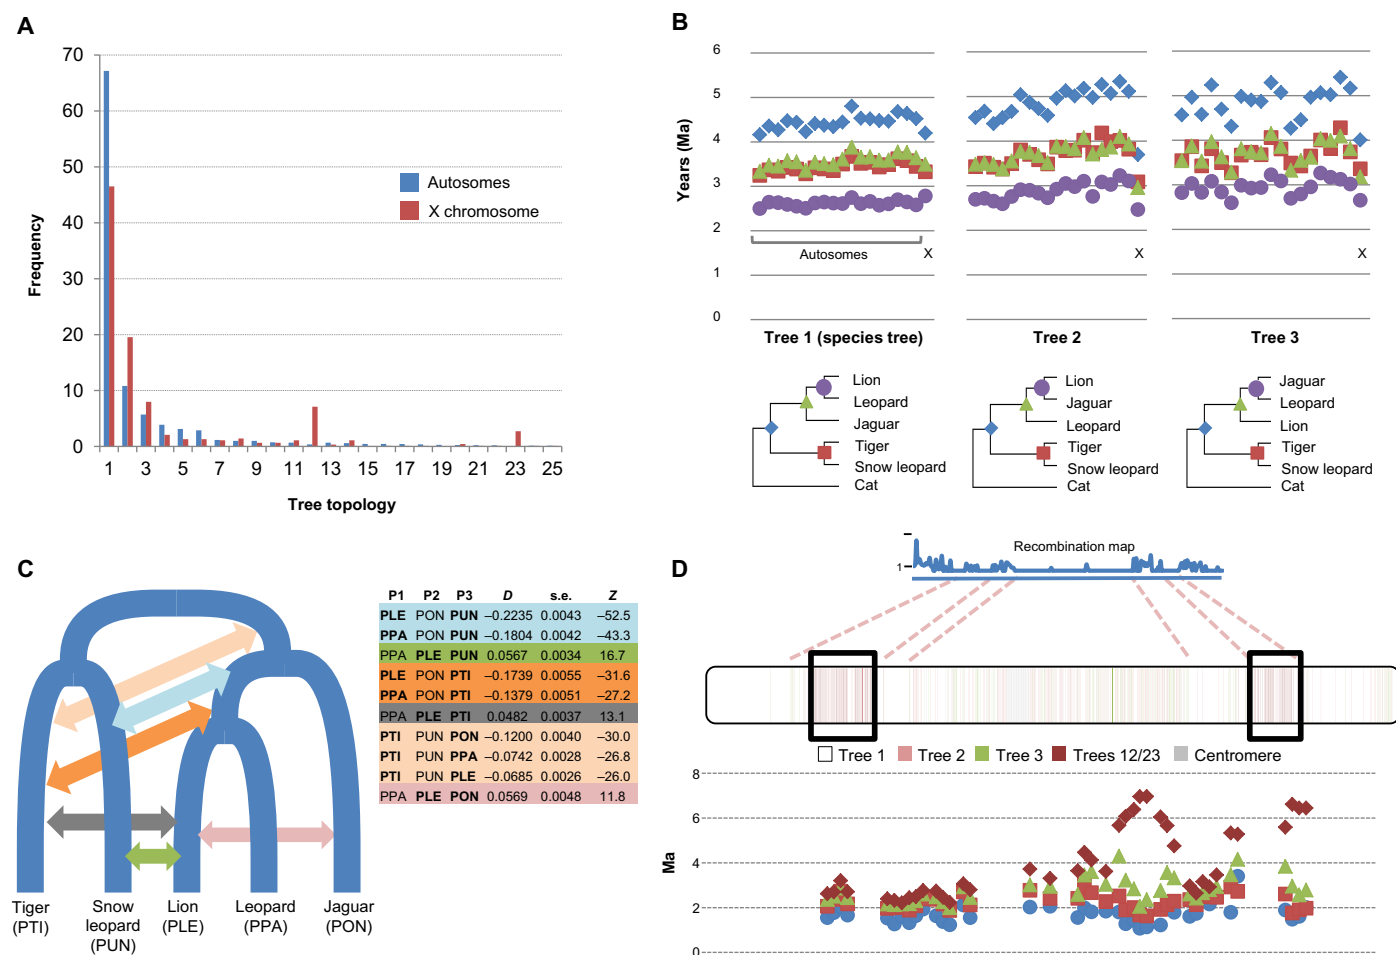 A
70
60
50
40
30
20
10
0
Frequency
Autosomes
X chromosome
1 3 5 7 9 11 13 15 17 19 21 23 25
Tree topology
B
6
5
4
3
2
1
0
Years (Ma)
Autosomes X
X
X
Tree 1 (species tree) Tree 2 Tree 3
Lion
Leopard
Jaguar
Tiger
Snow leopard
Cat
Lion
Jaguar
Leopard
Tiger
Snow leopard
Cat
Jaguar
Leopard
Lion
Tiger
Snow leopard
Cat
C
P1 P2 P3 D s.e. Z
PLE PON PUN –0.2235 0.0043 –52.5
PPA PON PUN –0.1804 0.0042 –43.3
PPA PLE PUN 0.0567 0.0034 16.7
PLE PON PTI –0.1739 0.0055 –31.6
PPA PON PTI –0.1379 0.0051 –27.2
PPA PLE PTI 0.0482 0.0037 13.1
PTI PUN PON –0.1200 0.0040 –30.0
PTI PUN PPA –0.0742 0.0028 –26.8
PTI PUN PLE –0.0685 0.0026 –26.0
PPA PLE PON 0.0569 0.0048 11.8
Tiger
(PTI)
Snow
leopard
(PUN)
Lion
(PLE)
Leopard
(PPA)
Jaguar
(PON)
D
Recombination map
1
Tree 1 Tree 2 Tree 3 Trees 12/23 Centromere
8
6
4
2
0
Ma